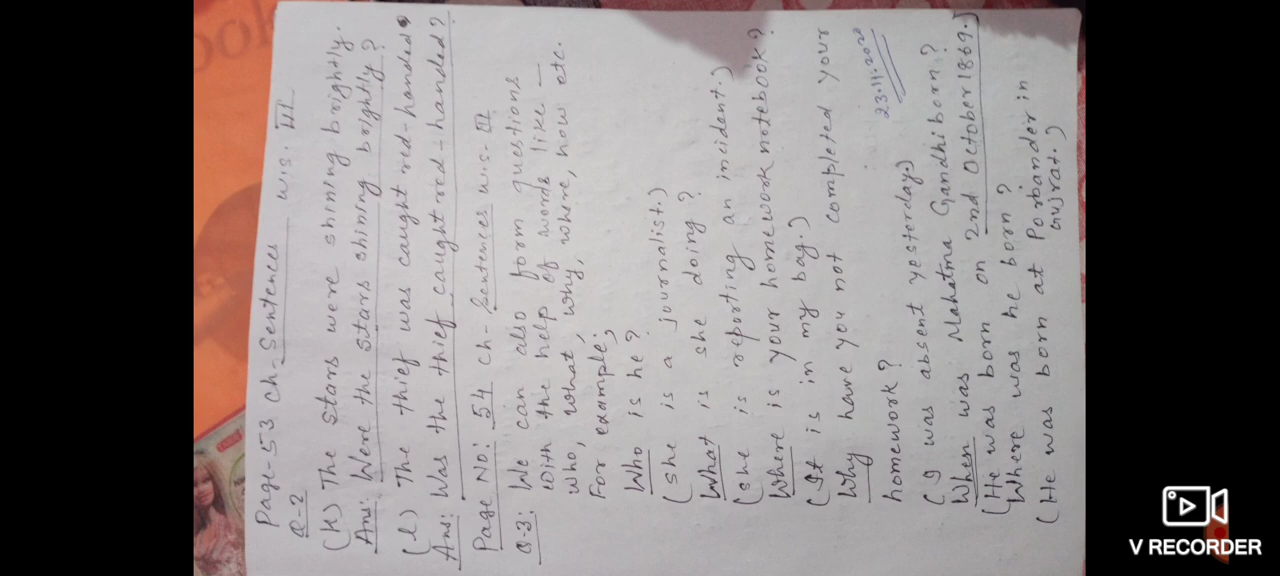 Page-53 ch-Sentences w.s. III
Q-2
(k) The stars were shining brightly.
Ans: Were the stars shining brightly?
(l) The thief was caught red-handed.
Ans: Was the thief caught red-handed?
Page No: 54 ch-Sentences w.s. III
Q-3: We can also form questions
with the help of words like —
who, what, why, where, how etc.
For example;
Who is he?
(She is a journalist.)
What is she doing?
(She is reporting an incident.)
Where is your homework notebook?
(It is in my bag.)
Why have you not completed your
homework?
23.11.2020
(I was absent yesterday.)
When was Mahatma Gandhi born?
(He was born on 2nd October 1869.)
Where was he born?
(He was born at Porbander in
Gujrat.)
V RECORDER